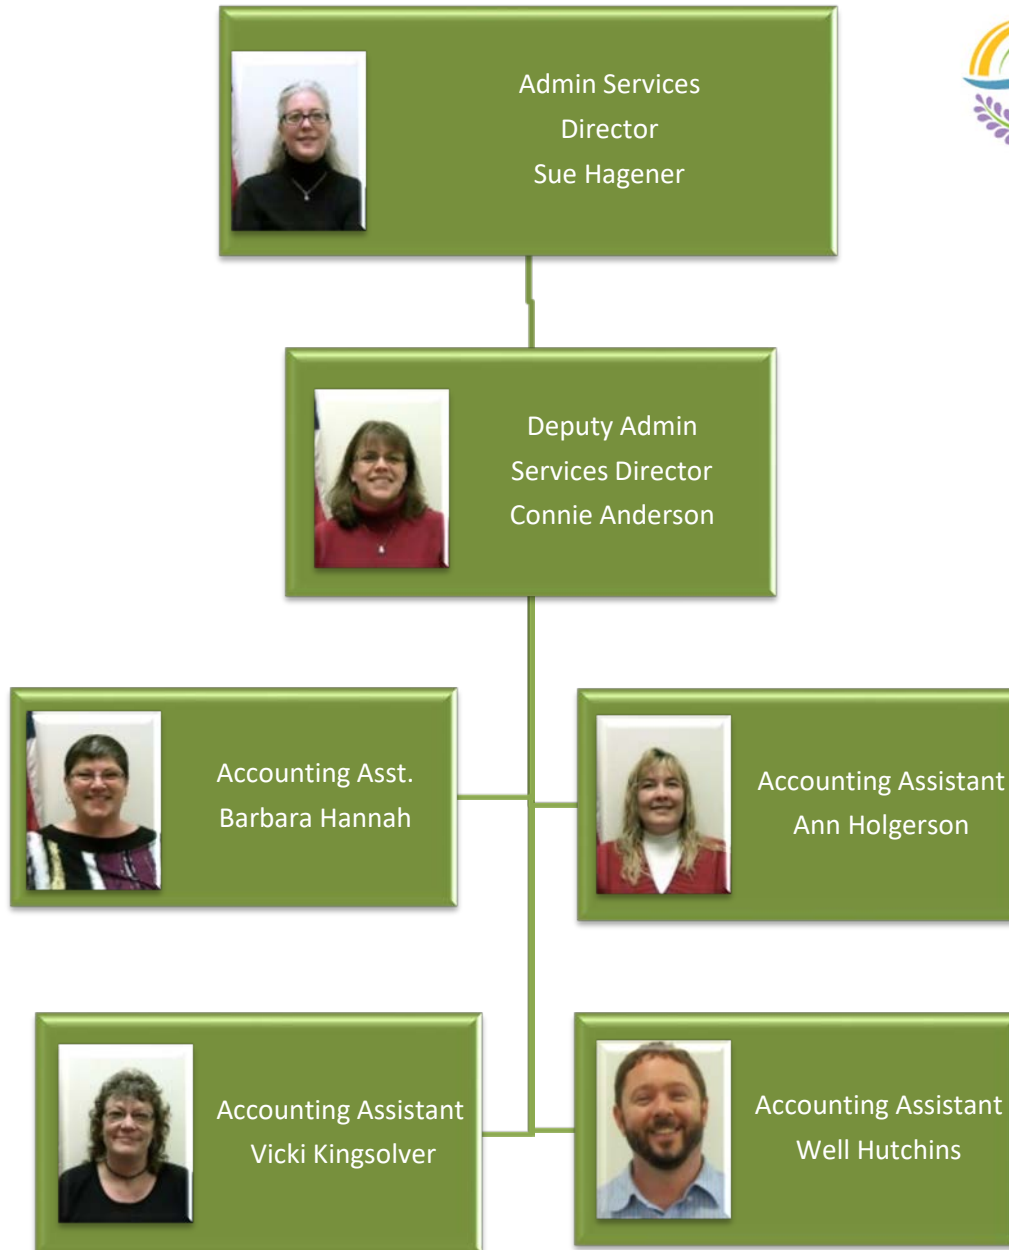 Admin Services
Director
Sue Hagener
Deputy Admin
Services Director
Connie Anderson
Accounting Asst.
Barbara Hannah
Accounting Assistant
Ann Holgerson
Accounting Assistant
Vicki Kingsolver
Accounting Assistant
Well Hutchins